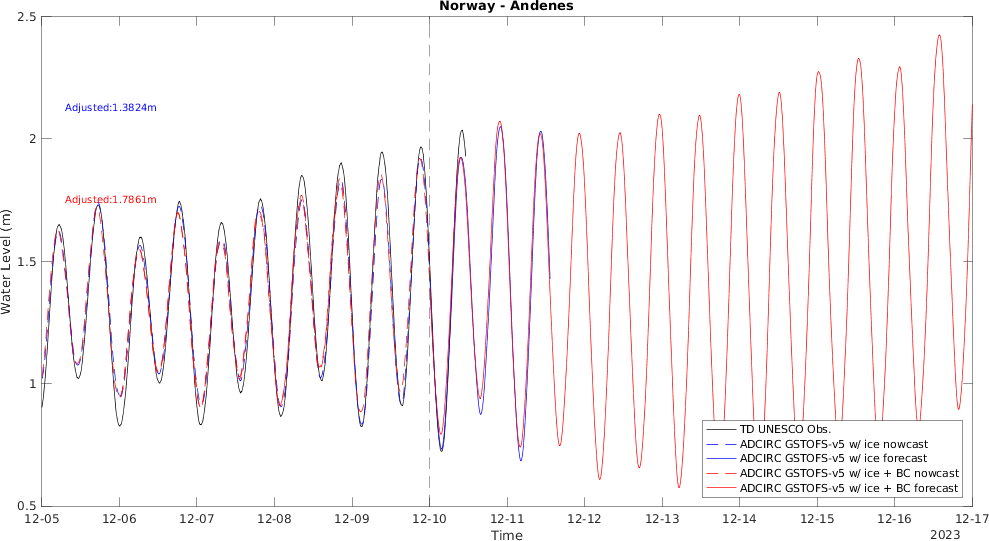 Norway - Andenes
2.5
2
1.5
1
0.5
Water Level (m)
Adjusted:1.3824m
Adjusted:1.7861m
TD UNESCO Obs.
ADCIRC GSTOFS-v5 w/ ice nowcast
ADCIRC GSTOFS-v5 w/ ice forecast
ADCIRC GSTOFS-v5 w/ ice + BC nowcast
ADCIRC GSTOFS-v5 w/ ice + BC forecast
12-05 12-06 12-07 12-08 12-09 12-10 12-11 12-12 12-13 12-14 12-15 12-16 12-17
Time
2023